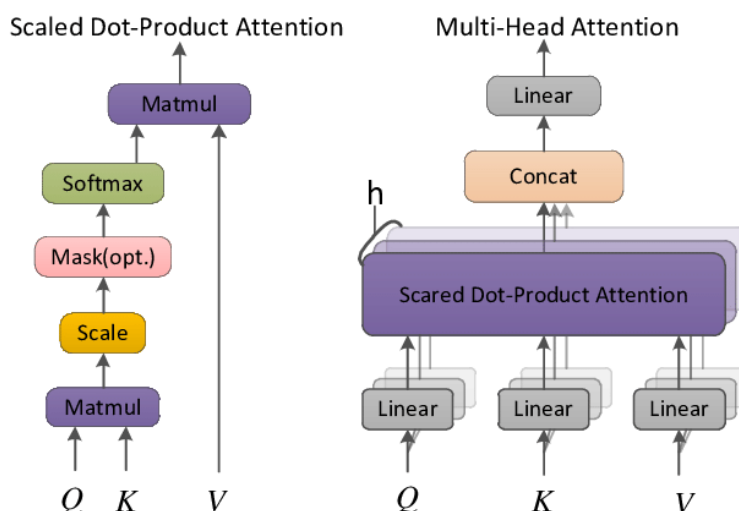 Scaled Dot-Product Attention
Matmul
Softmax
Mask(opt.)
Scale
Matmul
Q K V
Multi-Head Attention
Linear
Concat
h
Scared Dot-Product Attention
Linear Linear Linear
Q K V